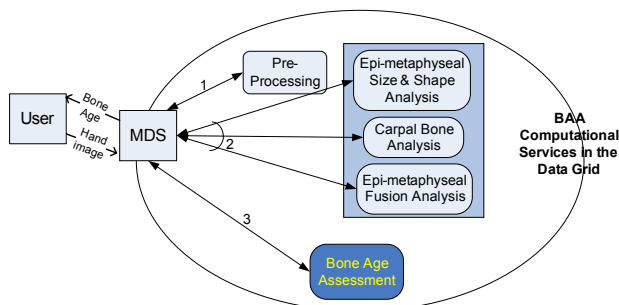 User
Bone
Age
Hand
image
MDS
1
Pre-
Processing
2
3
Epi-metaphyseal
Size & Shape
Analysis
Carpal Bone
Analysis
Epi-metaphyseal
Fusion Analysis
BAA
Computational
Services in the
Data Grid
Bone Age
Assessment